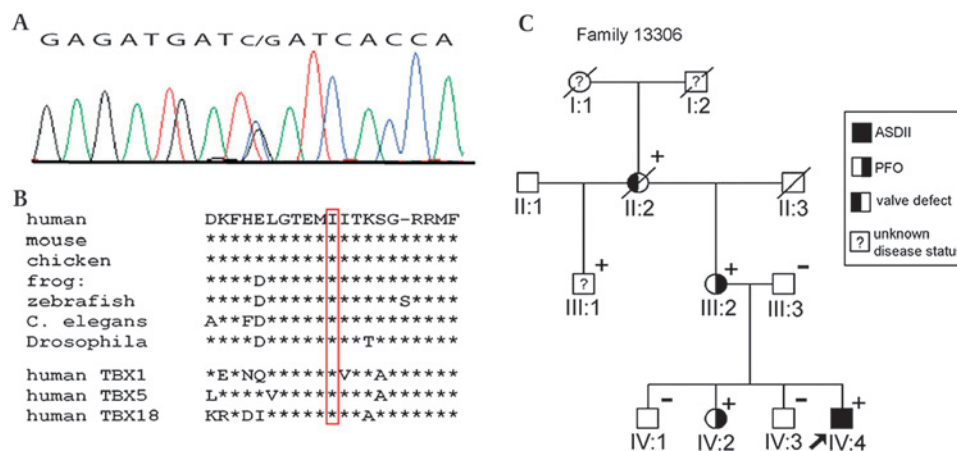 A
GAGATGATC/GATCACCA
B
human DKFHELGTEMIITKSG-RRMF
mouse ********************
chicken ********************
frog: ****D***************
zebrafish ****D***********S****
C. elegans A**FD***************
Drosophila ****D********T******
human TBX1 *E*NQ******V**A*****
human TBX5 L****V********A*****
human TBX18 KR*DI********A******
C
Family 13306
? I:1 ? I:2
II:1 + II:2 II:3
? + III:1 + III:2 - III:3
- IV:1 + IV:2 - IV:3 + IV:4
ASDII
PFO
valve defect
? unknown
disease status